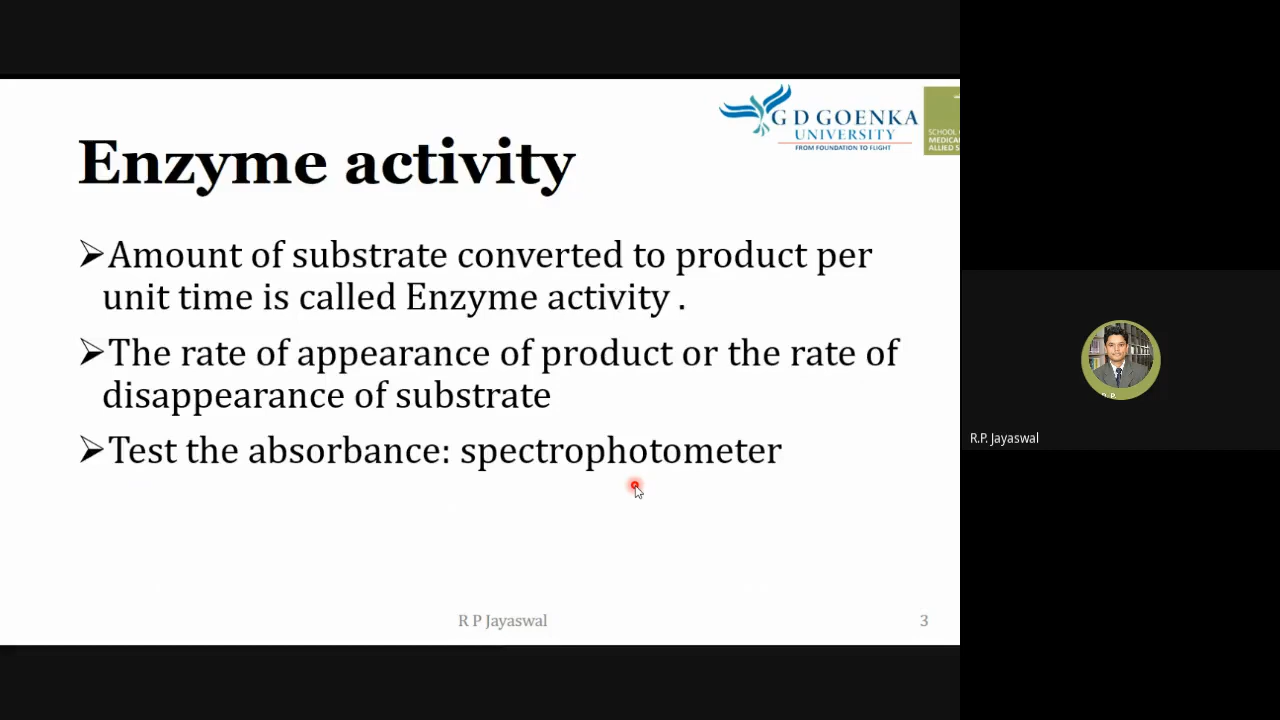 G D GOENKA
UNIVERSITY
FROM FOUNDATION TO FLIGHT
SCHOOL
MEDICA
ALLIED S
Enzyme activity
➢Amount of substrate converted to product per
unit time is called Enzyme activity .
➢The rate of appearance of product or the rate of
disappearance of substrate
➢Test the absorbance: spectrophotometer
R P Jayaswal
3
R.P. Jayaswal